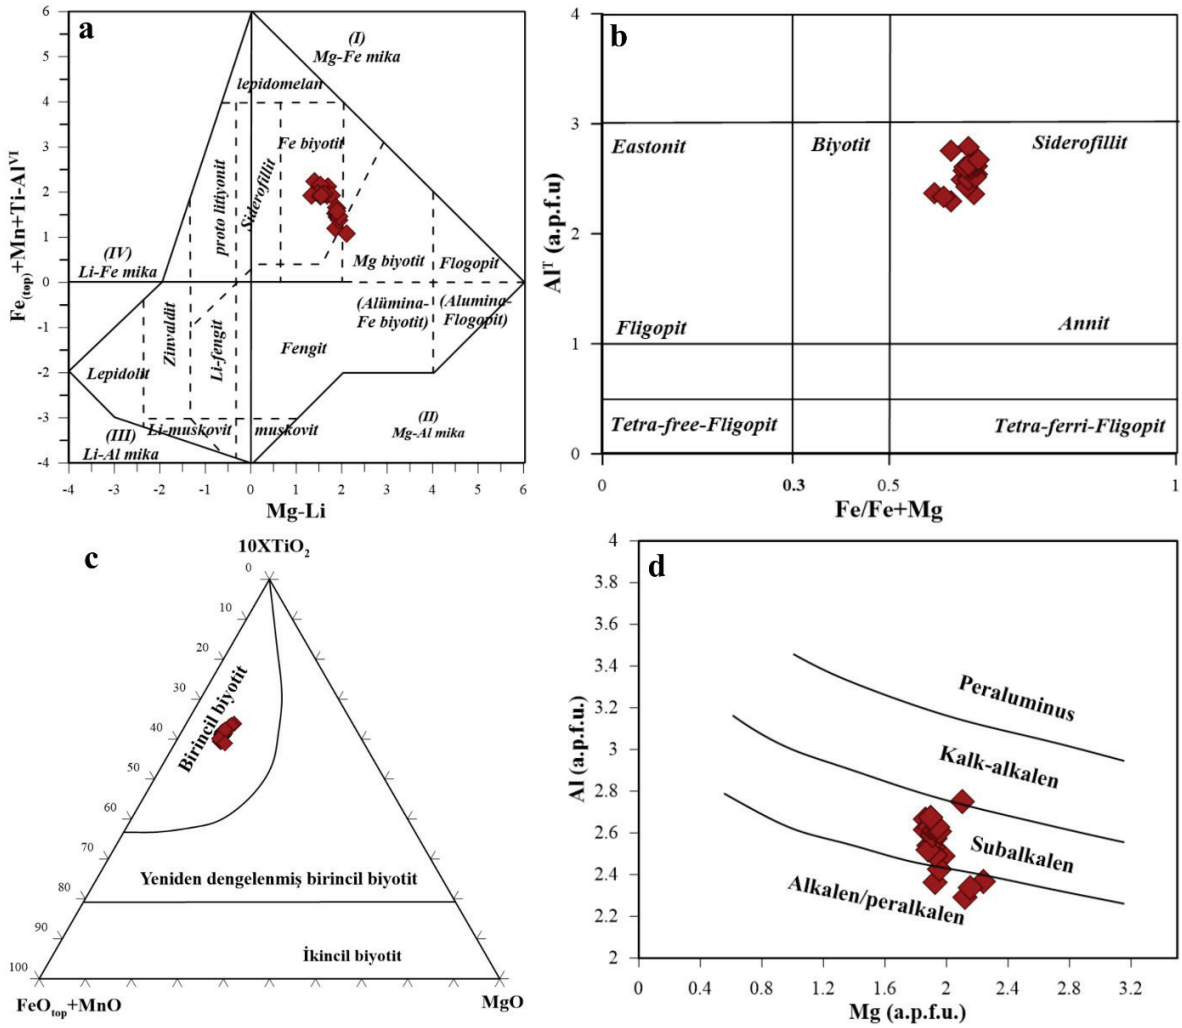 a
6
5
4
3
2
1
0
-1
-2
-3
-4
-4
-3
-2
-1
0
1
2
3
4
5
6
Fe(top)+Mn+Ti-AlVI
Mg-Li
(I)
Mg-Fe mika
lepidomelan
Fe biyotit
proto litiyonit
Siderofillit
(IV)
Li-Fe mika
Mg biyotit
Flogopit
(Alümina-
Fe biyotit)
(Alumina-
Flogopit)
Zinvaldit
Li-fengit
Fengit
Lepidolit
Li-muskovit
muskovit
(III)
Li-Al mika
(II)
Mg-Al mika
b
4
3
2
1
0
0
0.3
0.5
1
AlT (a.p.f.u)
Fe/Fe+Mg
Eastonit
Biyotit
Siderofillit
Fligopit
Annit
Tetra-free-Fligopit
Tetra-ferri-Fligopit
c
10XTiO2
0
10
20
30
40
50
60
70
80
90
100
Birincil biyotit
Yeniden dengelenmiş birincil biyotit
İkincil biyotit
FeOtop+MnO
MgO
d
4
3.8
3.6
3.4
3.2
3
2.8
2.6
2.4
2.2
2
0
0.4
0.8
1.2
1.6
2
2.4
2.8
3.2
Al (a.p.f.u.)
Mg (a.p.f.u.)
Peraluminus
Kalk-alkalen
Subalkalen
Alkalen/peralkalen